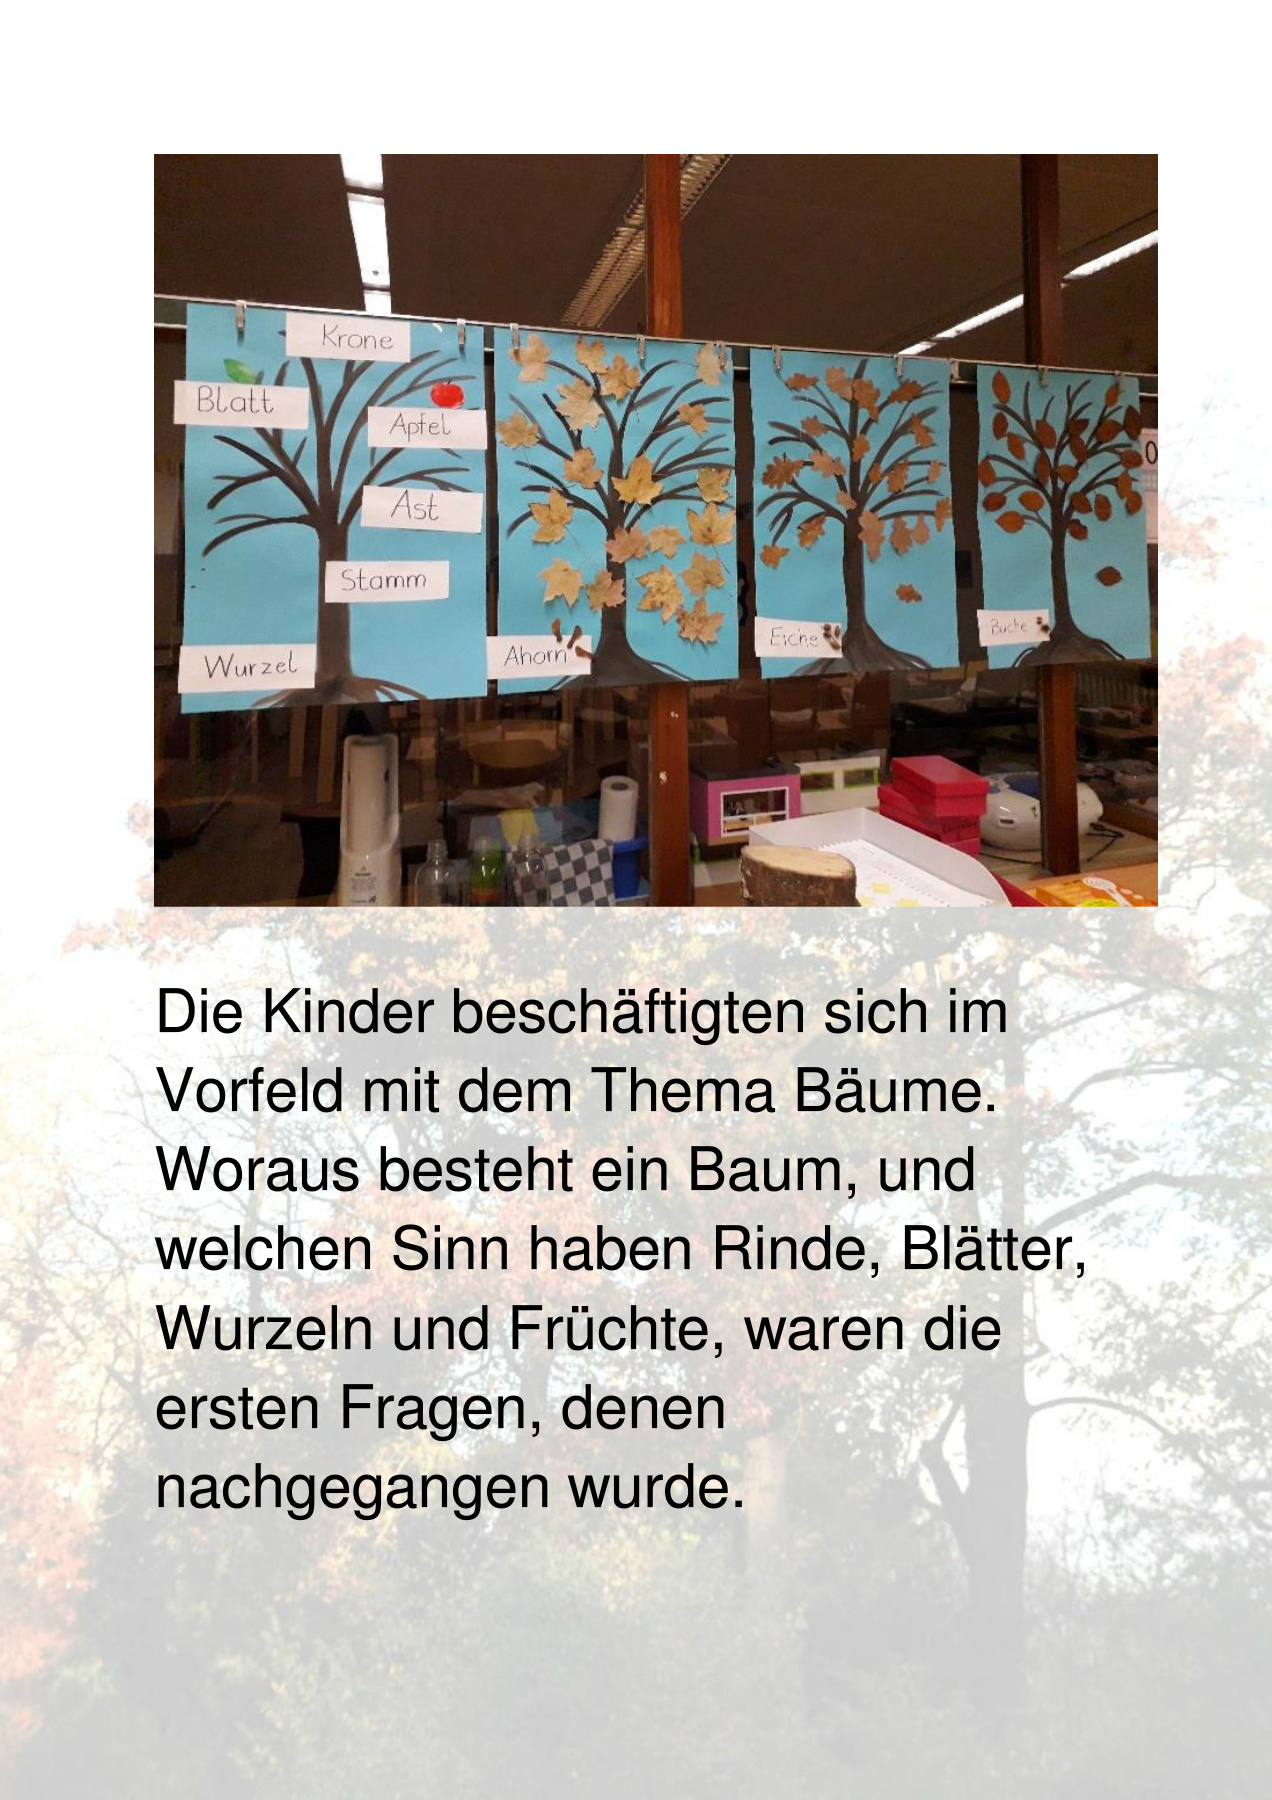 Krone
Blatt
Apfel
Ast
Stamm
Wurzel
Ahorn
Eiche
Buche
Die Kinder beschäftigten sich im
Vorfeld mit dem Thema Bäume.
Woraus besteht ein Baum, und
welchen Sinn haben Rinde, Blätter,
Wurzeln und Früchte, waren die
ersten Fragen, denen
nachgegangen wurde.